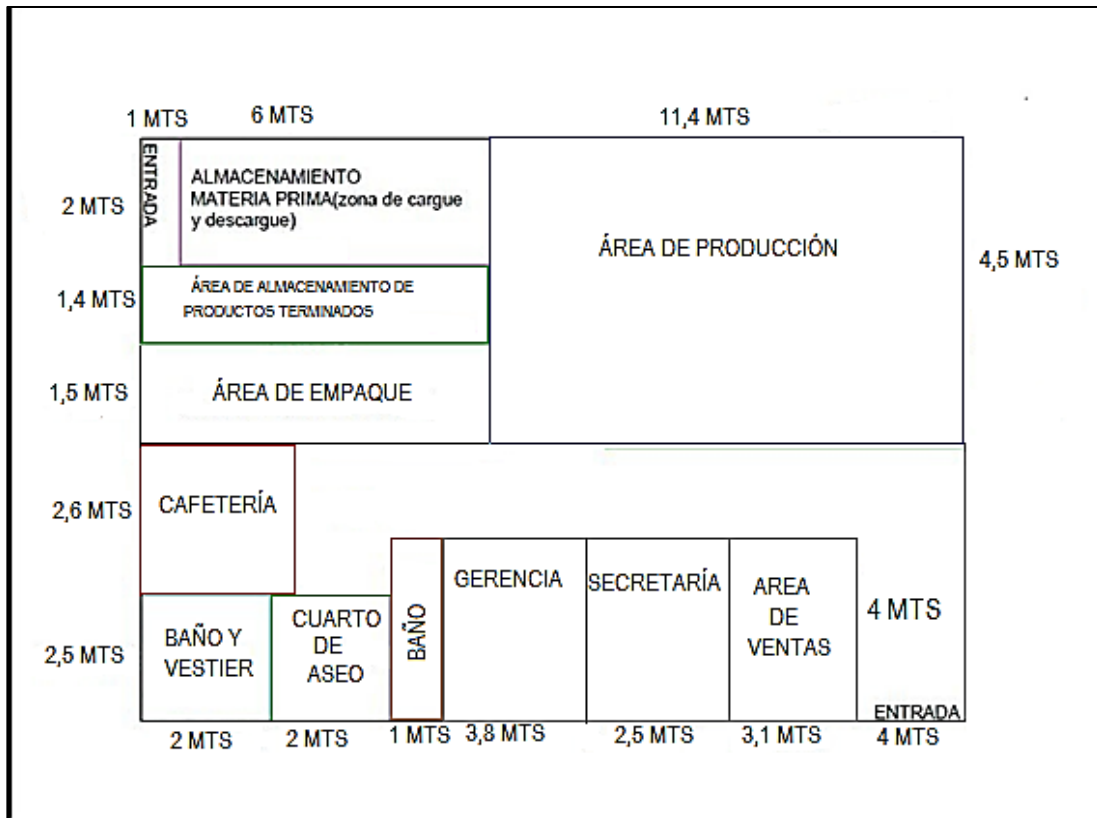 1 MTS
6 MTS
11,4 MTS
ENTRADA
2 MTS
ALMACENAMIENTO
MATERIA PRIMA(zona de cargue
y descargue)
ÁREA DE PRODUCCIÓN
4,5 MTS
1,4 MTS
ÁREA DE ALMACENAMIENTO DE
PRODUCTOS TERMINADOS
1,5 MTS
ÁREA DE EMPAQUE
2,6 MTS
CAFETERÍA
2,5 MTS
BAÑO Y
VESTIER
CUARTO
DE
ASEO
BAÑO
GERENCIA
SECRETARÍA
AREA
DE
VENTAS
4 MTS
ENTRADA
2 MTS
2 MTS
1 MTS
3,8 MTS
2,5 MTS
3,1 MTS
4 MTS